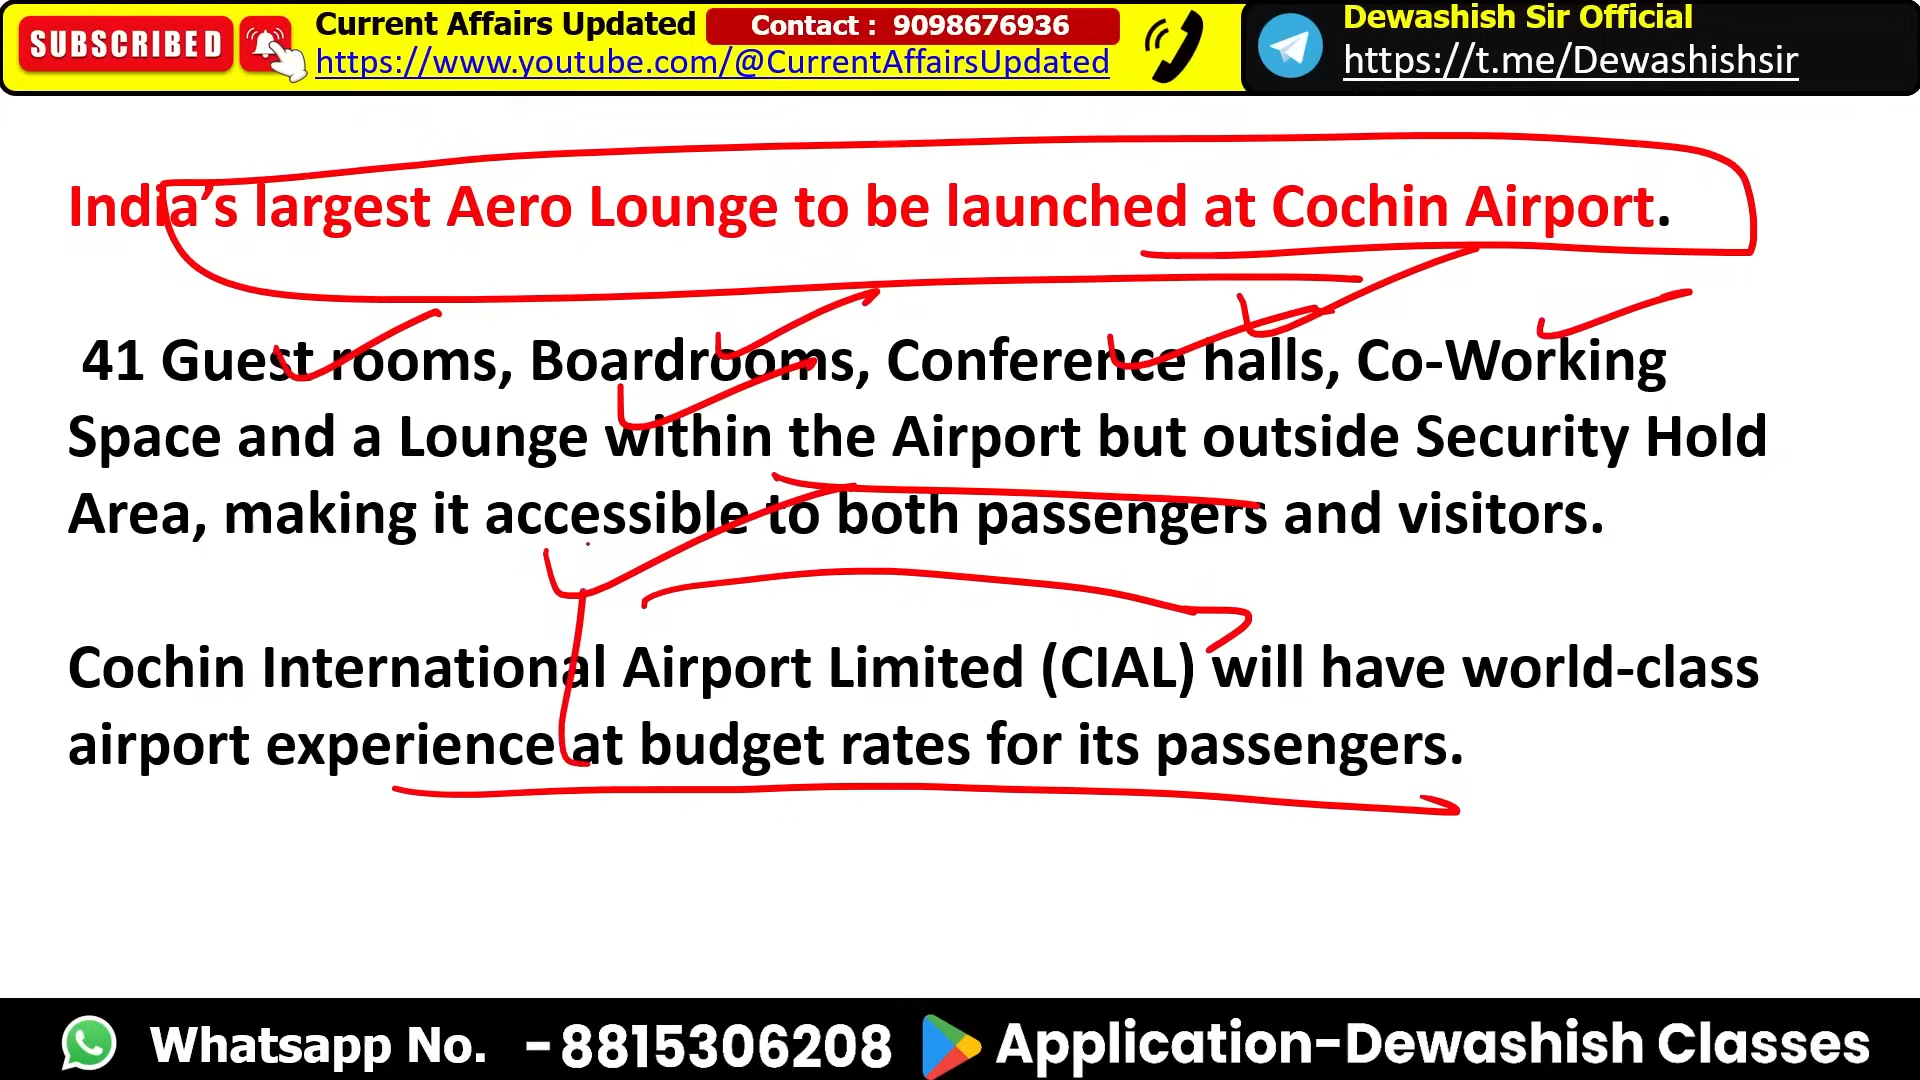 SUBSCRIBED
Current Affairs Updated
Contact : 9098676936
https://www.youtube.com/@CurrentAffairsUpdated
Dewashish Sir Official
https://t.me/Dewashishsir
India's largest Aero Lounge to be launched at Cochin Airport.
41 Guest rooms, Boardrooms, Conference halls, Co-Working
Space and a Lounge within the Airport but outside Security Hold
Area, making it accessible to both passengers and visitors.
Cochin International Airport Limited (CIAL) will have world-class
airport experience at budget rates for its passengers.
Whatsapp No. -8815306208
Application-Dewashish Classes